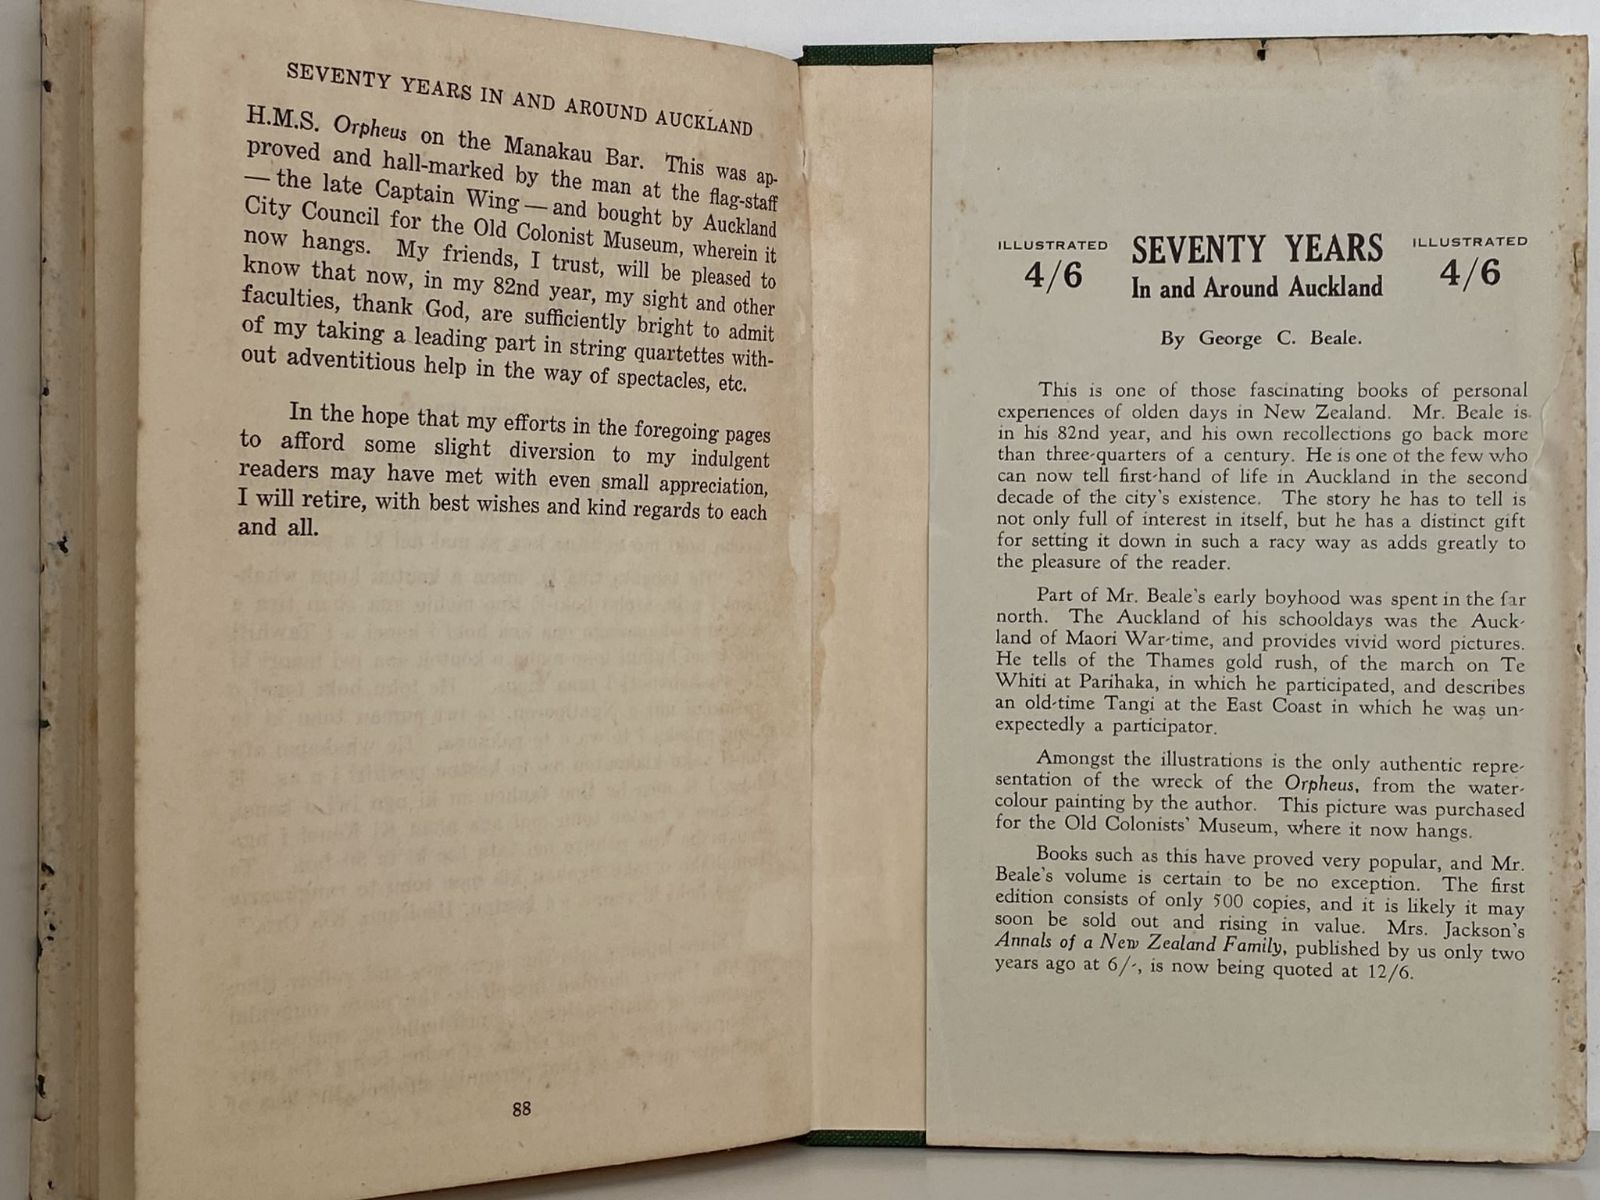 SEVENTY YEARS IN AND AROUND AUCKLAND
H.M.S. Orpheus on the Manakau Bar. This was ap-
proved and hall-marked by the man at the flag-staff
— the late Captain Wing — and bought by Auckland
City Council for the Old Colonist Museum, wherein it
now hangs. My friends, I trust, will be pleased to
know that now, in my 82nd year, my sight and other
faculties, thank God, are sufficiently bright to admit
of my taking a leading part in string quartettes with-
out adventitious help in the way of spectacles, etc.
In the hope that my efforts in the foregoing pages
to afford some slight diversion to my indulgent
readers may have met with even small appreciation,
I will retire, with best wishes and kind regards to each
and all.
88
ILLUSTRATED
4/6
SEVENTY YEARS
In and Around Auckland
ILLUSTRATED
4/6
By George C. Beale.
This is one of those fascinating books of personal
experiences of olden days in New Zealand. Mr. Beale is
in his 82nd year, and his own recollections go back more
than three-quarters of a century. He is one of the few who
can now tell first-hand of life in Auckland in the second
decade of the city's existence. The story he has to tell is
not only full of interest in itself, but he has a distinct gift
for setting it down in such a racy way as adds greatly to
the pleasure of the reader.
Part of Mr. Beale's early boyhood was spent in the far
north. The Auckland of his schooldays was the Auck-
land of Maori War-time, and provides vivid word pictures.
He tells of the Thames gold rush, of the march on Te
Whiti at Parihaka, in which he participated, and describes
an old-time Tangi at the East Coast in which he was un-
expectedly a participator.
Amongst the illustrations is the only authentic repre-
sentation of the wreck of the Orpheus, from the water-
colour painting by the author. This picture was purchased
for the Old Colonists' Museum, where it now hangs.
Books such as this have proved very popular, and Mr.
Beale's volume is certain to be no exception. The first
edition consists of only 500 copies, and it is likely it may
soon be sold out and rising in value. Mrs. Jackson's
Annals of a New Zealand Family, published by us only two
years ago at 6/-, is now being quoted at 12/6.